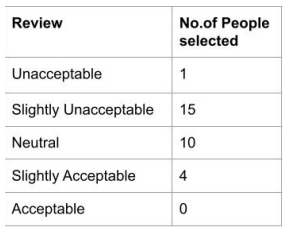 Review No.of People
selected
Unacceptable 1
Slightly Unacceptable 15
Neutral 10
Slightly Acceptable 4
Acceptable 0